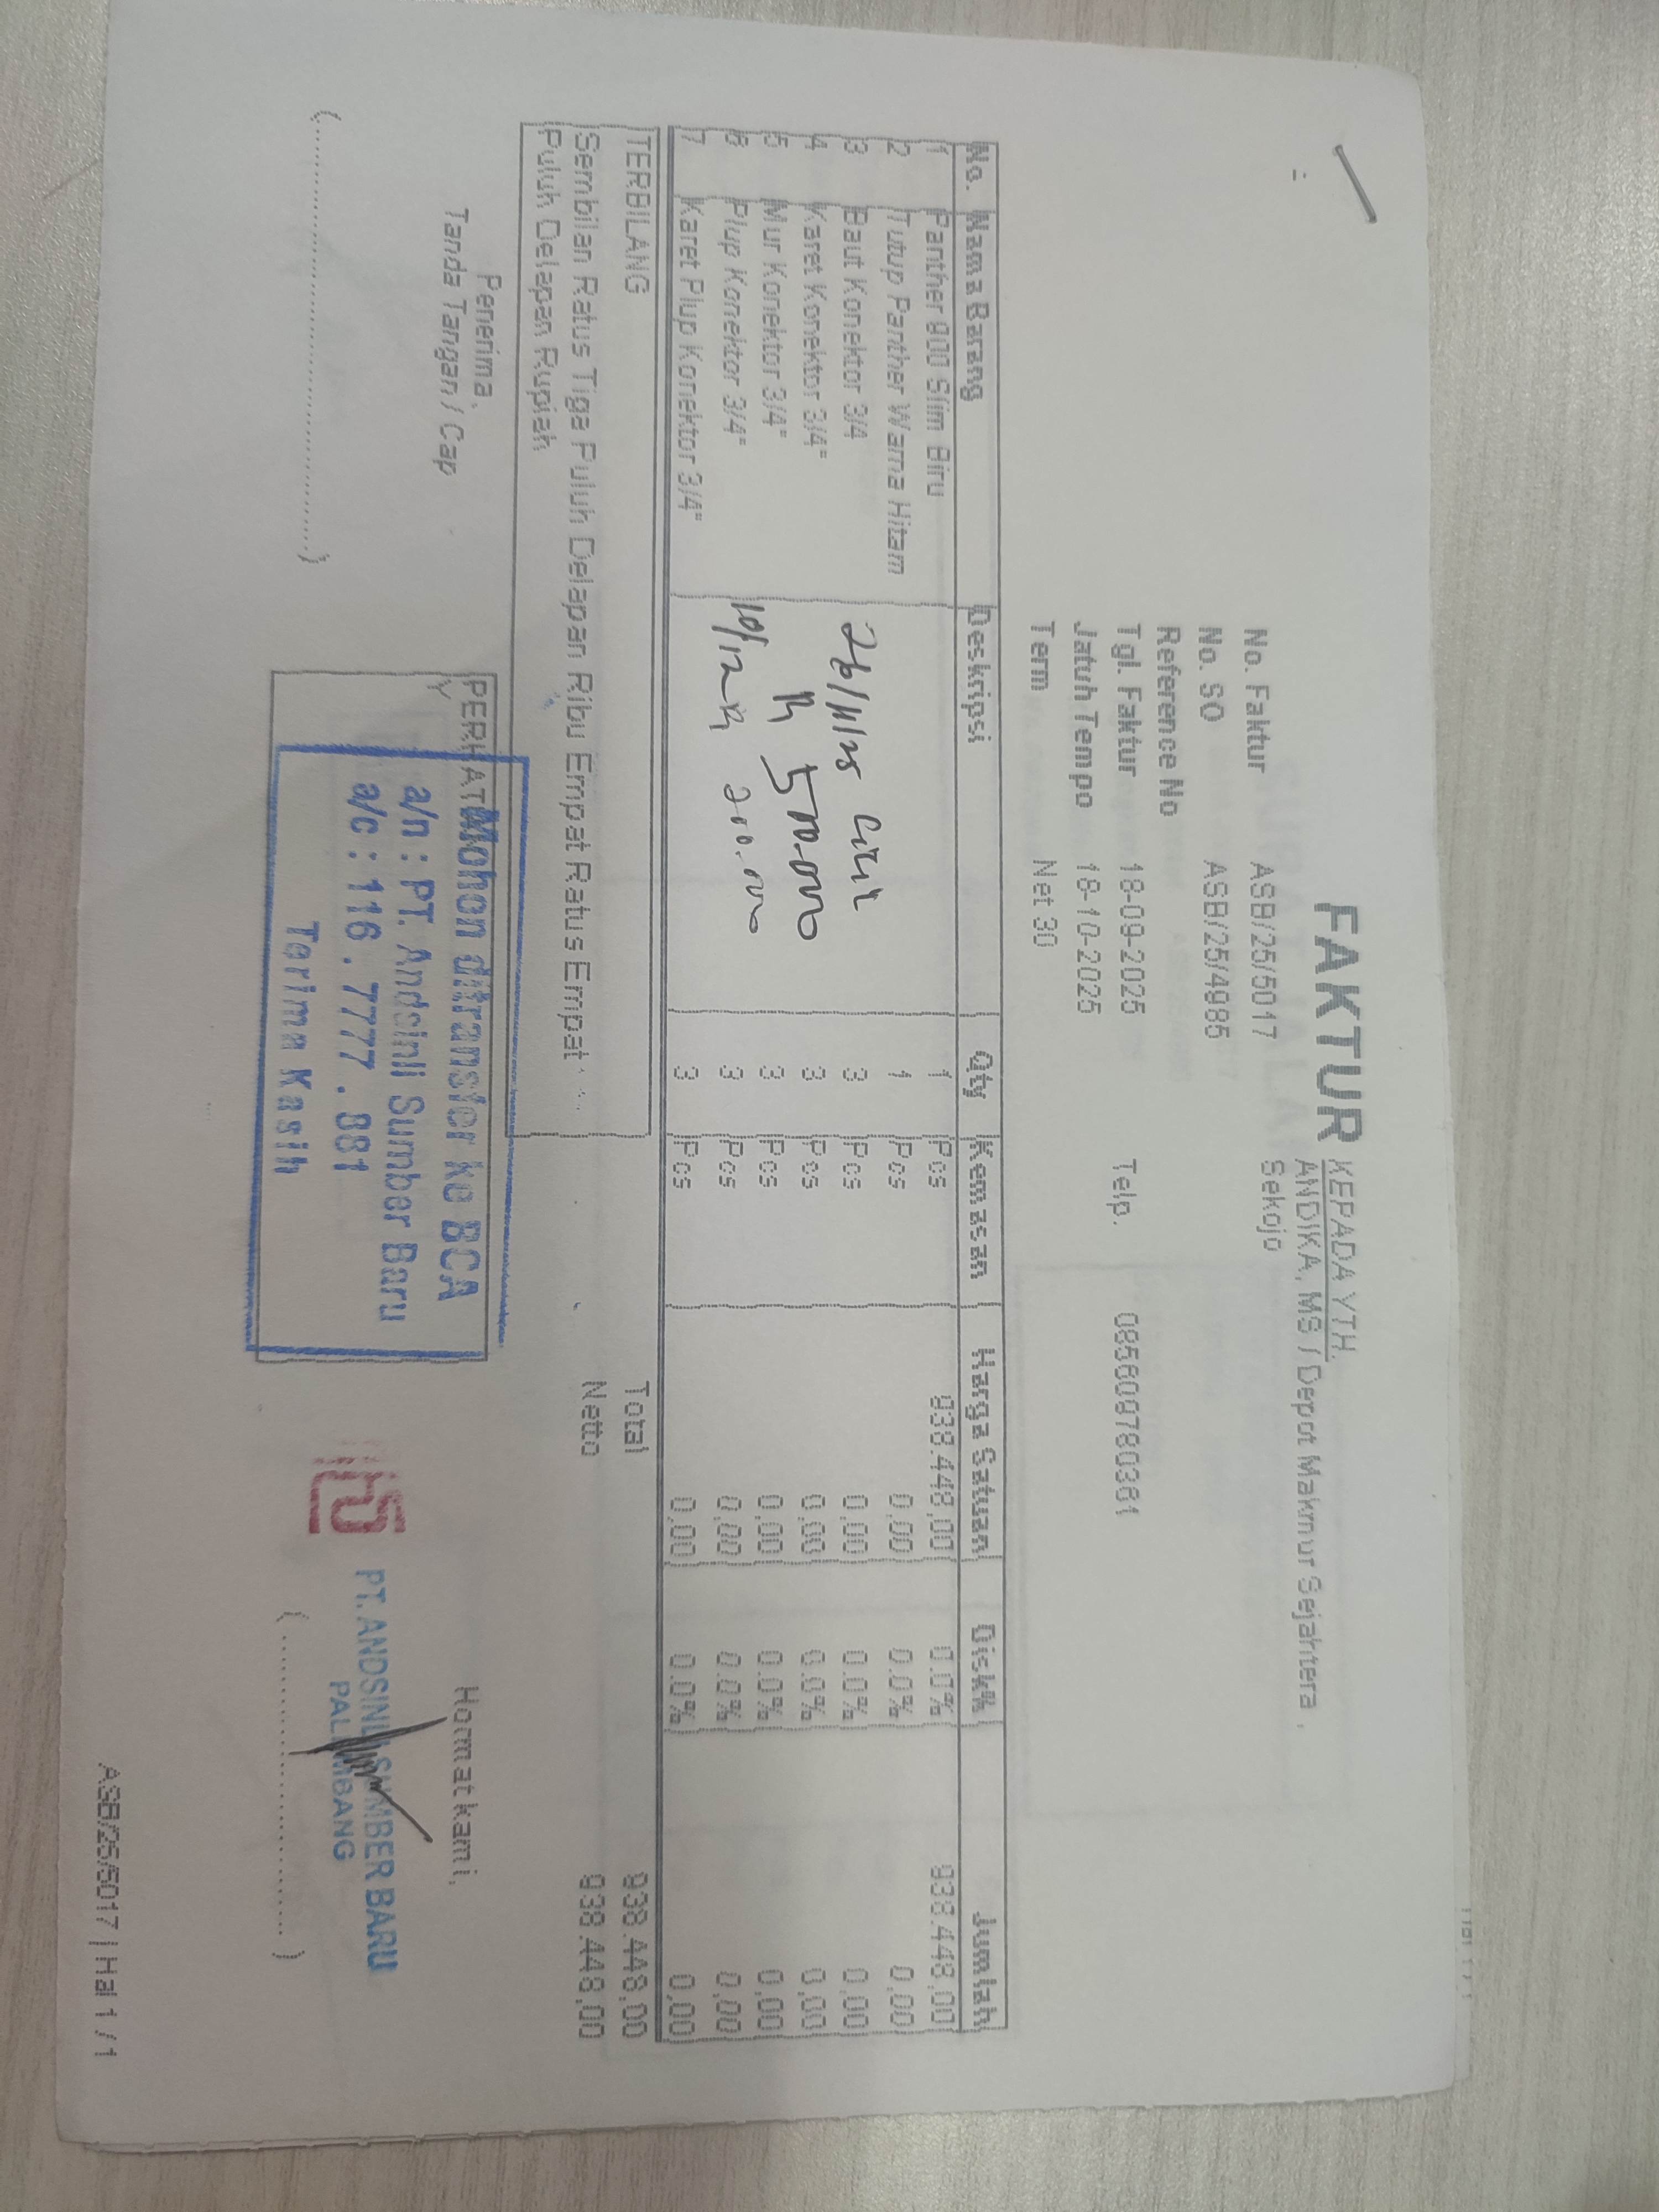 FAKTUR
KEPADA YTH.
ANDIKA, MS / Depot Makmur Sejahtera ,
Sekojo
Telp. 085609780361
No. Faktur ASB/25/5017
No. SO ASB/25/4985
Reference No
Tgl. Faktur 18-09-2025
Jatuh Tempo 18-10-2025
Term Net 30
No. Nama Barang Deskripsi Qty Kemasan Harga Satuan Disk% Jumlah
1 Panther 800 Slim Biru 1 Pcs 938.448,00 0.0% 938.448,00
2 Tutup Panther Warna Hitam 1 Pcs 0,00 0.0% 0,00
3 Baut Konektor 3/4 3 Pcs 0,00 0.0% 0,00
4 Karet Konektor 3/4" 3 Pcs 0,00 0.0% 0,00
5 Mur Konektor 3/4" 3 Pcs 0,00 0.0% 0,00
6 Plup Konektor 3/4" 3 Pcs 0,00 0.0% 0,00
7 Karet Plup Konektor 3/4" 3 Pcs 0,00 0.0% 0,00
TERBILANG
Sembilan Ratus Tiga Puluh Delapan Ribu Empat Ratus Empat
Puluh Delapan Rupiah
Total 938.448,00
Netto 938.448,00
Penerima,
Tanda Tangan / Cap
Mohon ditransfer ke BCA
a/n : PT. Andsinli Sumber Baru
a/c : 116 . 7777 . 881
Terima Kasih
Hormat kami,
PT. ANDSINLI SUMBER BARU
PALEMBANG
ASB/25/5017 | Hal 1 / 1